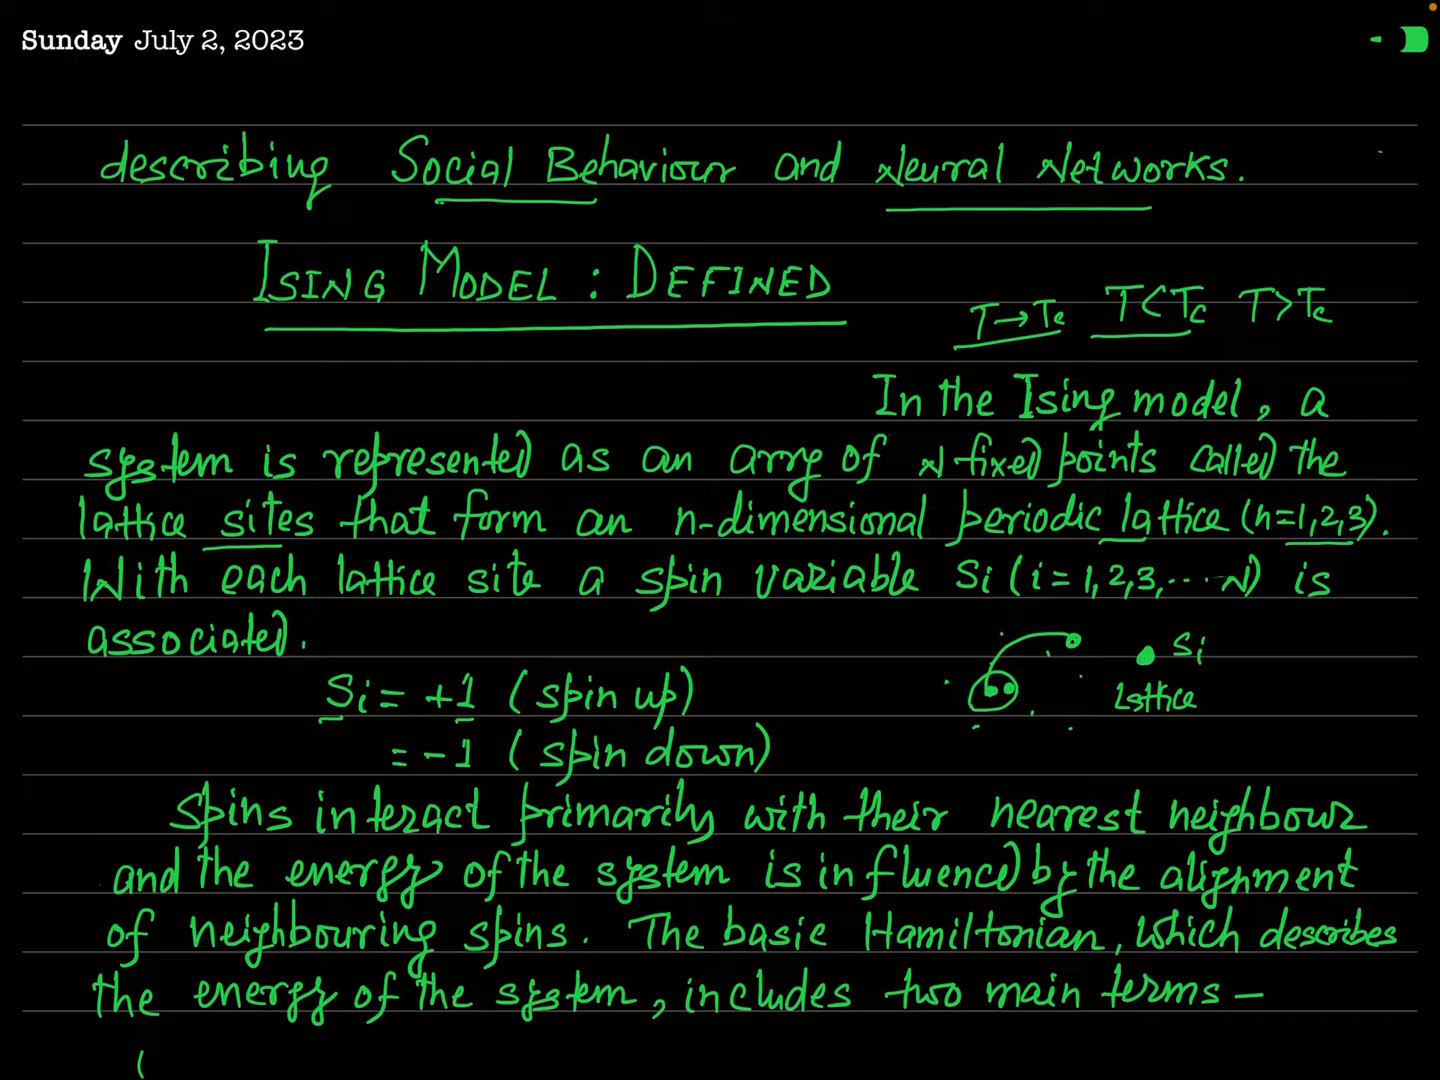 Sunday July 2, 2023
describing Social Behaviour and Neural Networks.
ISING MODEL : DEFINED
T→Tc T<Tc T>Tc
In the Ising model, a
system is represented as an array of N fixed points called the
lattice sites that form an n-dimensional periodic lattice (n=1,2,3).
With each lattice site a spin variable Si (i=1,2,3,...N) is
associated.
Si
Lattice
Si = +1 (spin up)
= -1 (spin down)
Spins interact primarily with their nearest neighbour
and the energy of the system is influenced by the alignment
of neighbouring spins. The basic Hamiltonian, which describes
the energy of the system, includes two main terms –
(